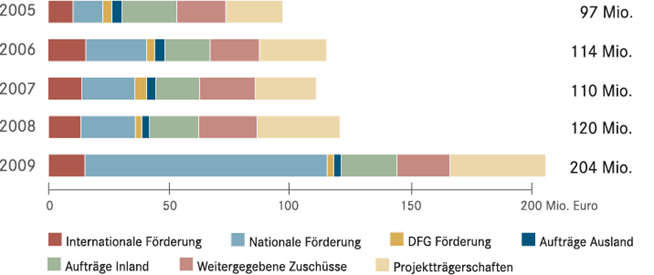 2005 97 Mio.
2006 114 Mio.
2007 110 Mio.
2008 120 Mio.
2009 204 Mio.
0 50 100 150 200 Mio. Euro
Internationale Förderung Nationale Förderung DFG Förderung Aufträge Ausland
Aufträge Inland Weitergegebene Zuschüsse Projektträgerschaften